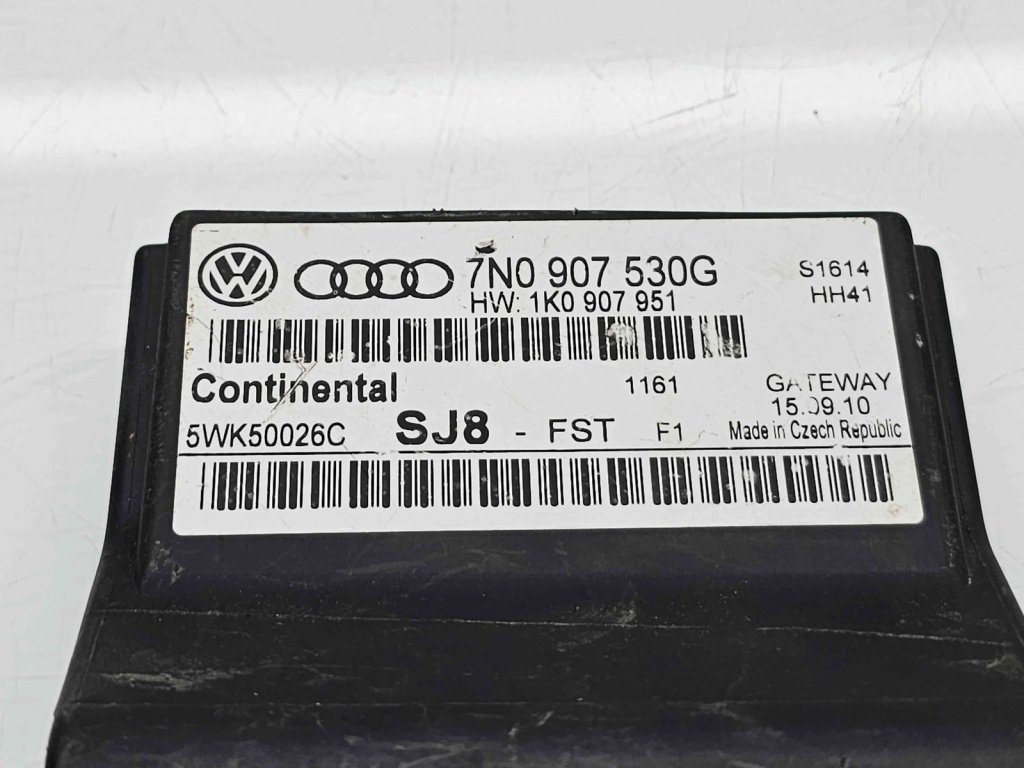 7N0 907 530G
S1614
HW: 1K0 907 951
HH41
Continental 1161 GATEWAY
15.09.10
5WK50026C SJ8 - FST F1 Made in Czech Republic